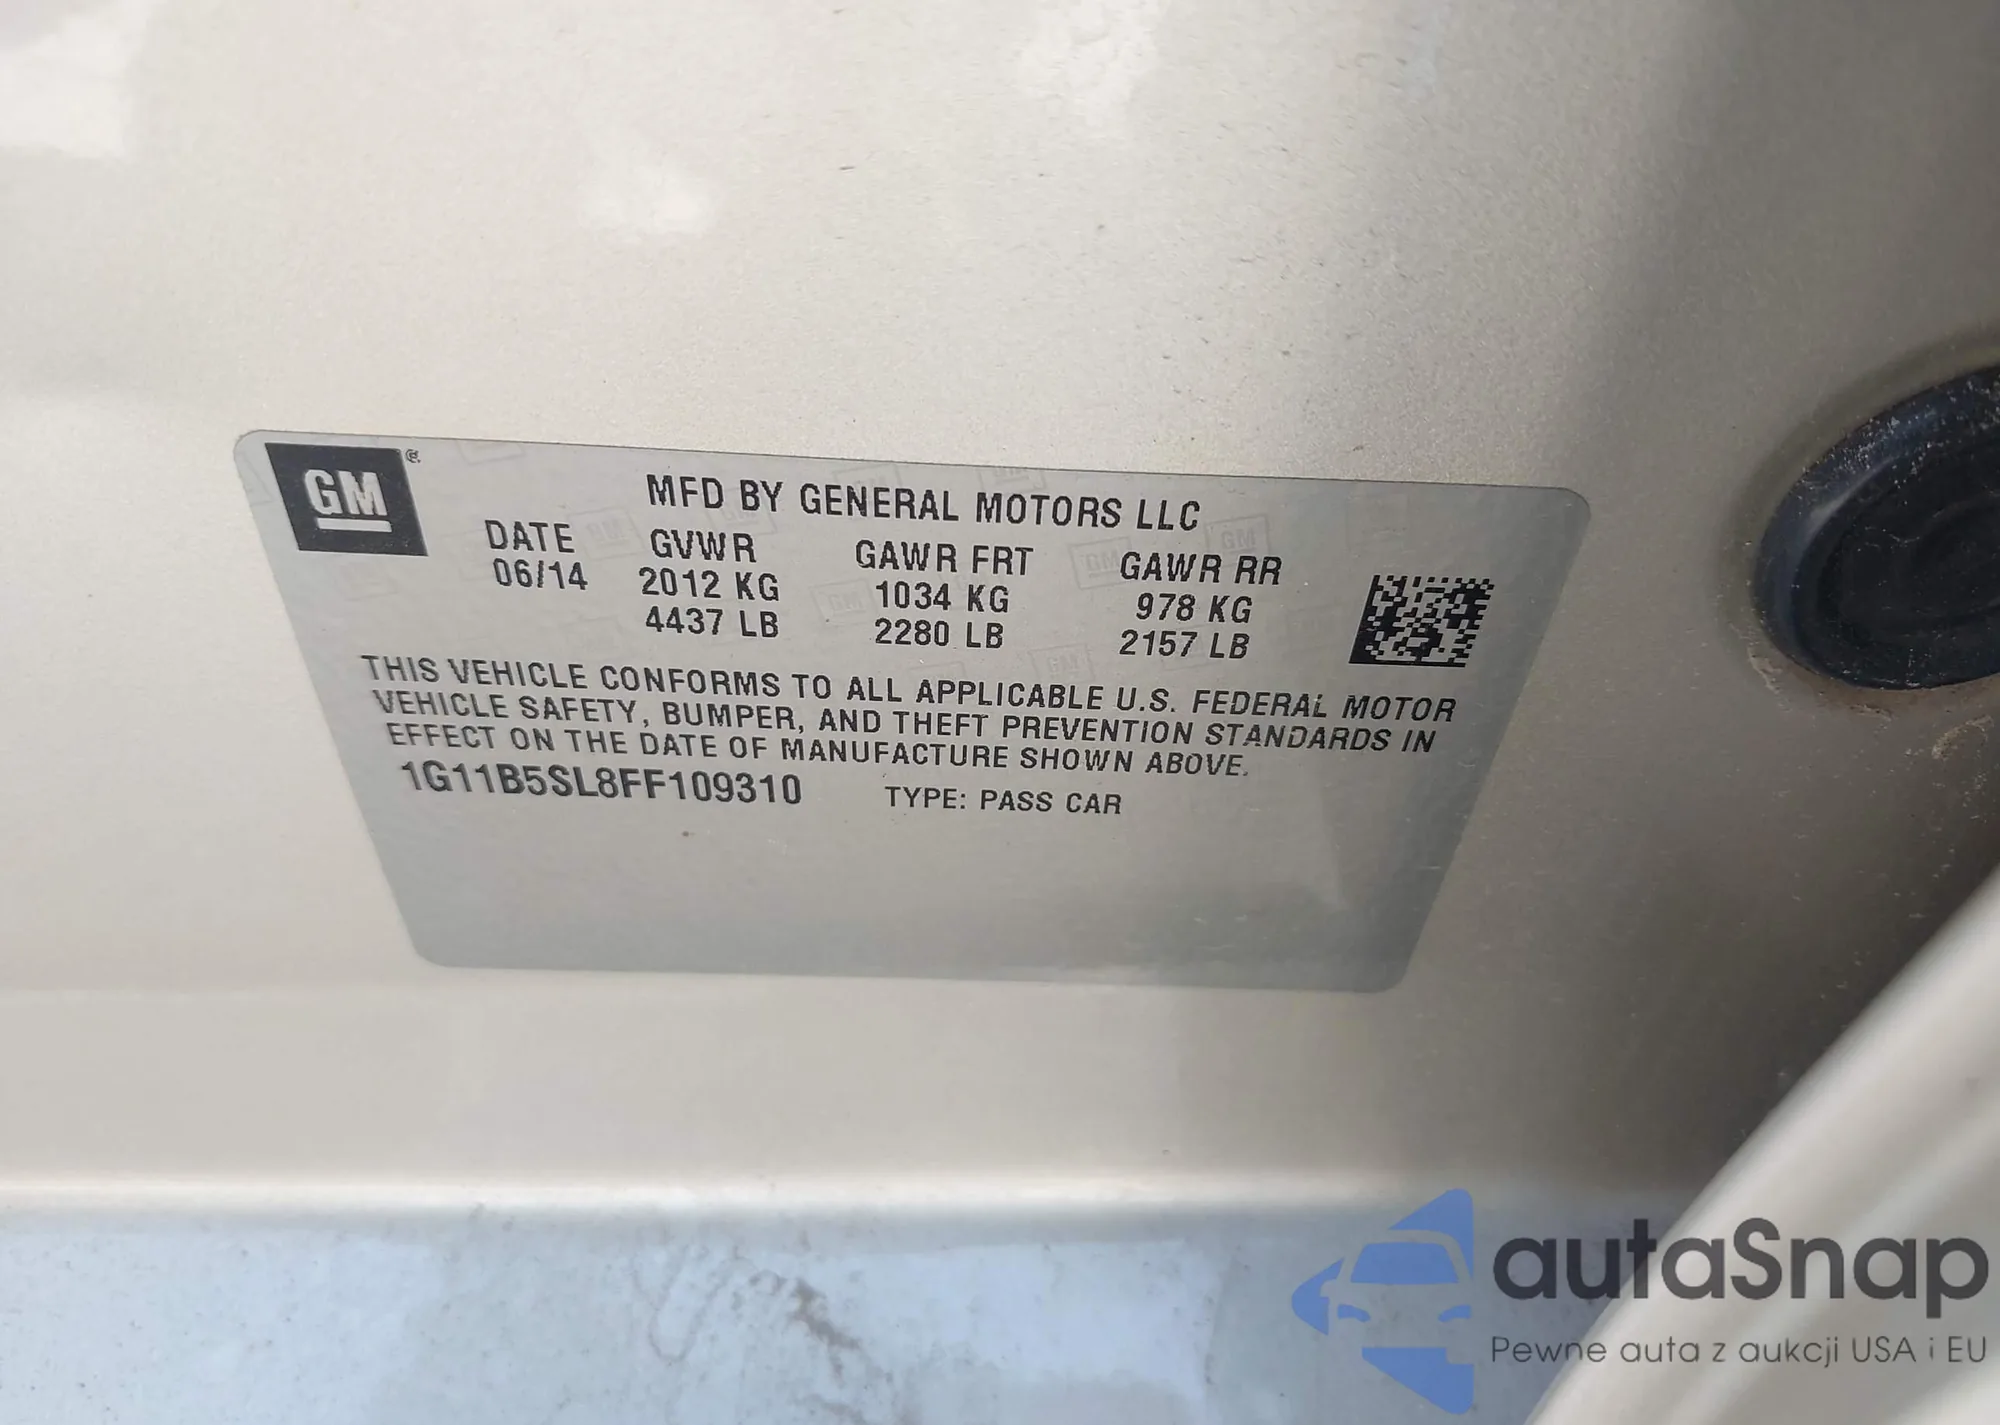 GM
MFD BY GENERAL MOTORS LLC
DATE GVWR GAWR FRT GAWR RR
06/14 2012 KG 1034 KG 978 KG
4437 LB 2280 LB 2157 LB
THIS VEHICLE CONFORMS TO ALL APPLICABLE U.S. FEDERAL MOTOR
VEHICLE SAFETY, BUMPER, AND THEFT PREVENTION STANDARDS IN
EFFECT ON THE DATE OF MANUFACTURE SHOWN ABOVE.
1G11B5SL8FF109310 TYPE: PASS CAR
autaSnap
Pewne auta z aukcji USA i EU